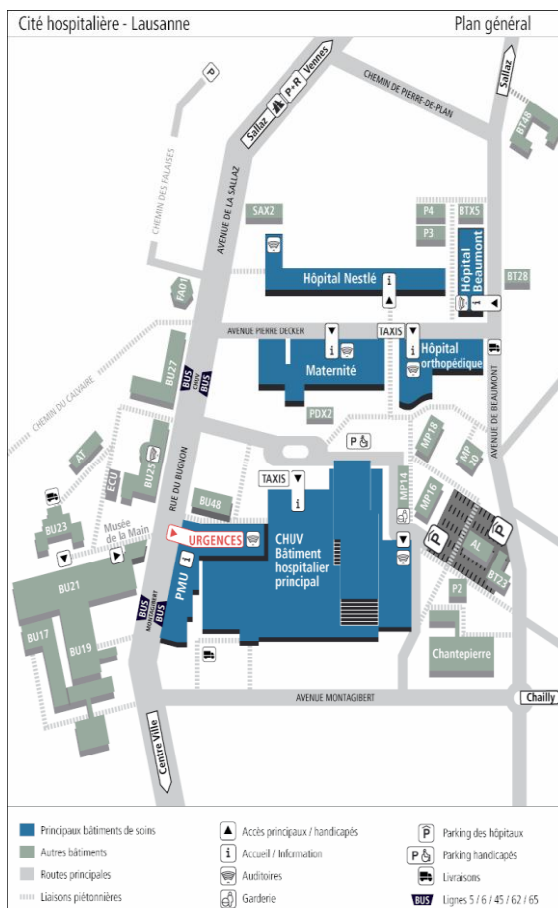 Cité hospitalière - Lausanne
Plan général
Sallaz
P+R
Vennes
Sallaz
CHEMIN DE PIERRE-DE-PLAN
BT48
P
CHEMIN DES FALAISES
AVENUE DE LA SALLAZ
SAX2
P4
BTX5
P3
Hôpital Nestlé
i
Hôpital
Beaumont
i
BT28
FA01
AVENUE PIERRE DECKER
TAXIS
i
i
Maternité
Hôpital
orthopédique
BU27
BUS
CHUV
BUS
CHEMIN DU CALVAIRE
PDX2
AVENUE DE BEAUMONT
MP18
MP
10
P
AT
ECU
BU25
RUE DU BUGNON
BU48
TAXIS
i
MP14
MP16
P
P
AL
BU23
Musée
de la Main
URGENCES
CHUV
Bâtiment
hospitalier
principal
BT22
BU21
PMU
i
P2
BUS
MONTAGIBERT
BUS
BU17
BU19
Chantepierre
AVENUE MONTAGIBERT
Chailly
Centre Ville
Principaux bâtiments de soins
Autres bâtiments
Routes principales
Liaisons piétonnières
Accès principaux / handicapés
i Accueil / Information
Auditoires
Garderie
P Parking des hôpitaux
P Parking handicapés
Livraisons
BUS Lignes 5 / 6 / 45 / 62 / 65